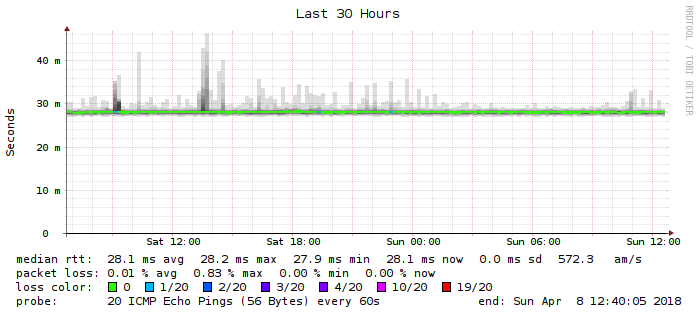 Last 30 Hours
RRDTOOL / TOBI OETIKER
Seconds
40 m
30 m
20 m
10 m
0
Sat 12:00 Sat 18:00 Sun 00:00 Sun 06:00 Sun 12:00
median rtt: 28.1 ms avg 28.2 ms max 27.9 ms min 28.1 ms now 0.0 ms sd 572.3 am/s
packet loss: 0.01 % avg 0.83 % max 0.00 % min 0.00 % now
loss color: 0 1/20 2/20 3/20 4/20 10/20 19/20
probe: 20 ICMP Echo Pings (56 Bytes) every 60s end: Sun Apr 8 12:40:05 2018